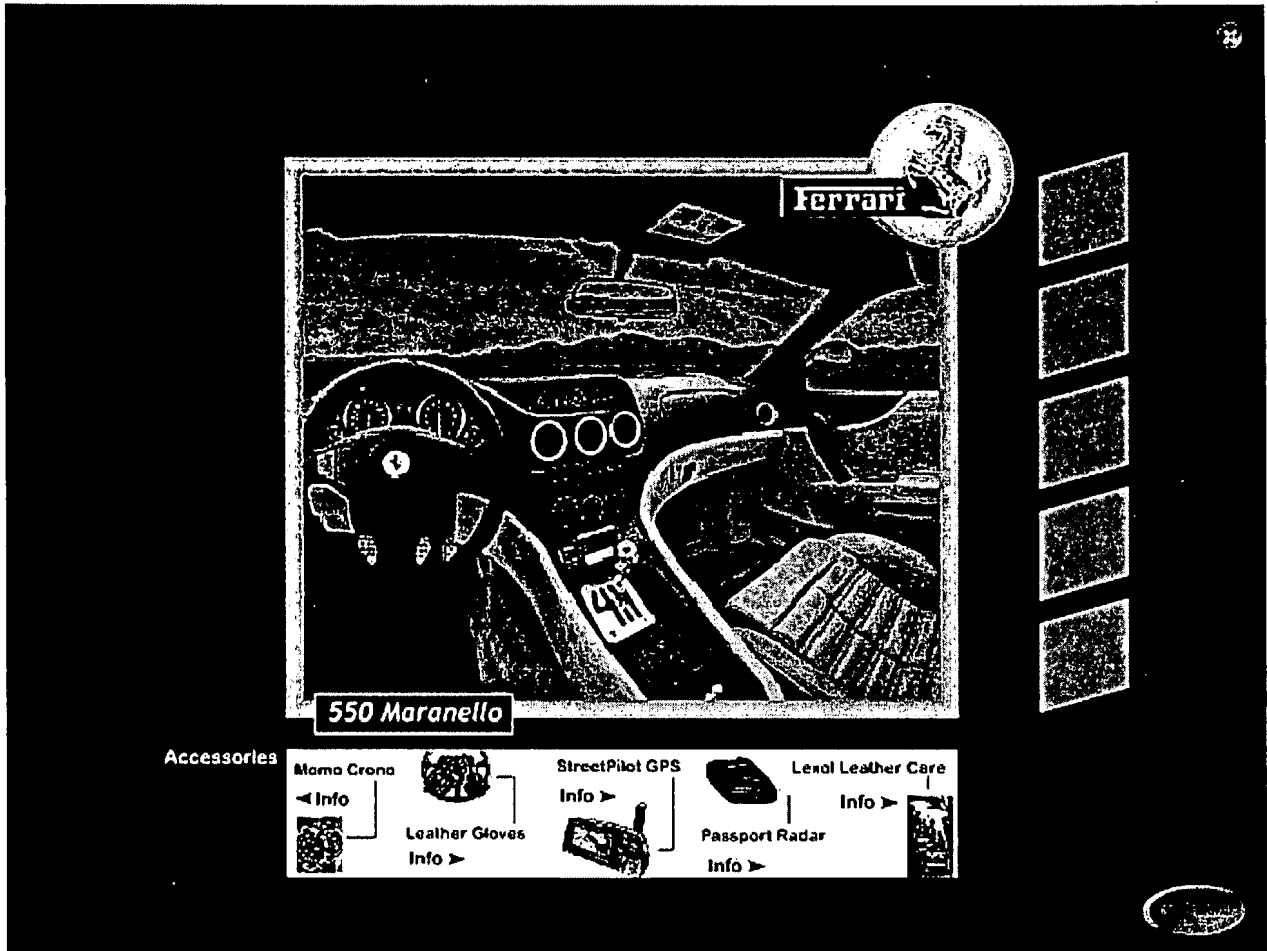 Ferrari
550 Maranello
Accessories
Momo Crono
Info
Leather Gloves
Info
StreetPilot GPS
Info
Passport Radar
Info
Lexol Leather Care
Info